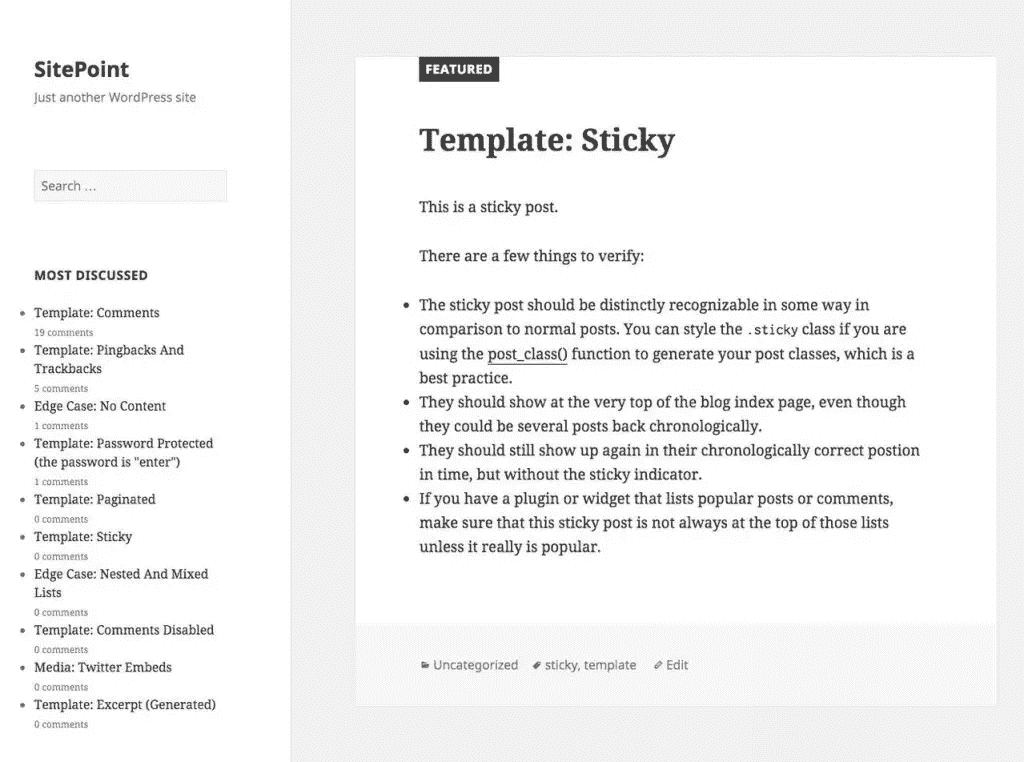 SitePoint
Just another WordPress site
Search ...
MOST DISCUSSED
Template: Comments
19 comments
Template: Pingbacks And
Trackbacks
5 comments
Edge Case: No Content
1 comments
Template: Password Protected
(the password is "enter")
1 comments
Template: Paginated
0 comments
Template: Sticky
0 comments
Edge Case: Nested And Mixed
Lists
0 comments
Template: Comments Disabled
0 comments
Media: Twitter Embeds
0 comments
Template: Excerpt (Generated)
0 comments
FEATURED
Template: Sticky
This is a sticky post.
There are a few things to verify:
The sticky post should be distinctly recognizable in some way in
comparison to normal posts. You can style the .sticky class if you are
using the post_class() function to generate your post classes, which is a
best practice.
They should show at the very top of the blog index page, even though
they could be several posts back chronologically.
They should still show up again in their chronologically correct postion
in time, but without the sticky indicator.
If you have a plugin or widget that lists popular posts or comments,
make sure that this sticky post is not always at the top of those lists
unless it really is popular.
Uncategorized sticky, template Edit